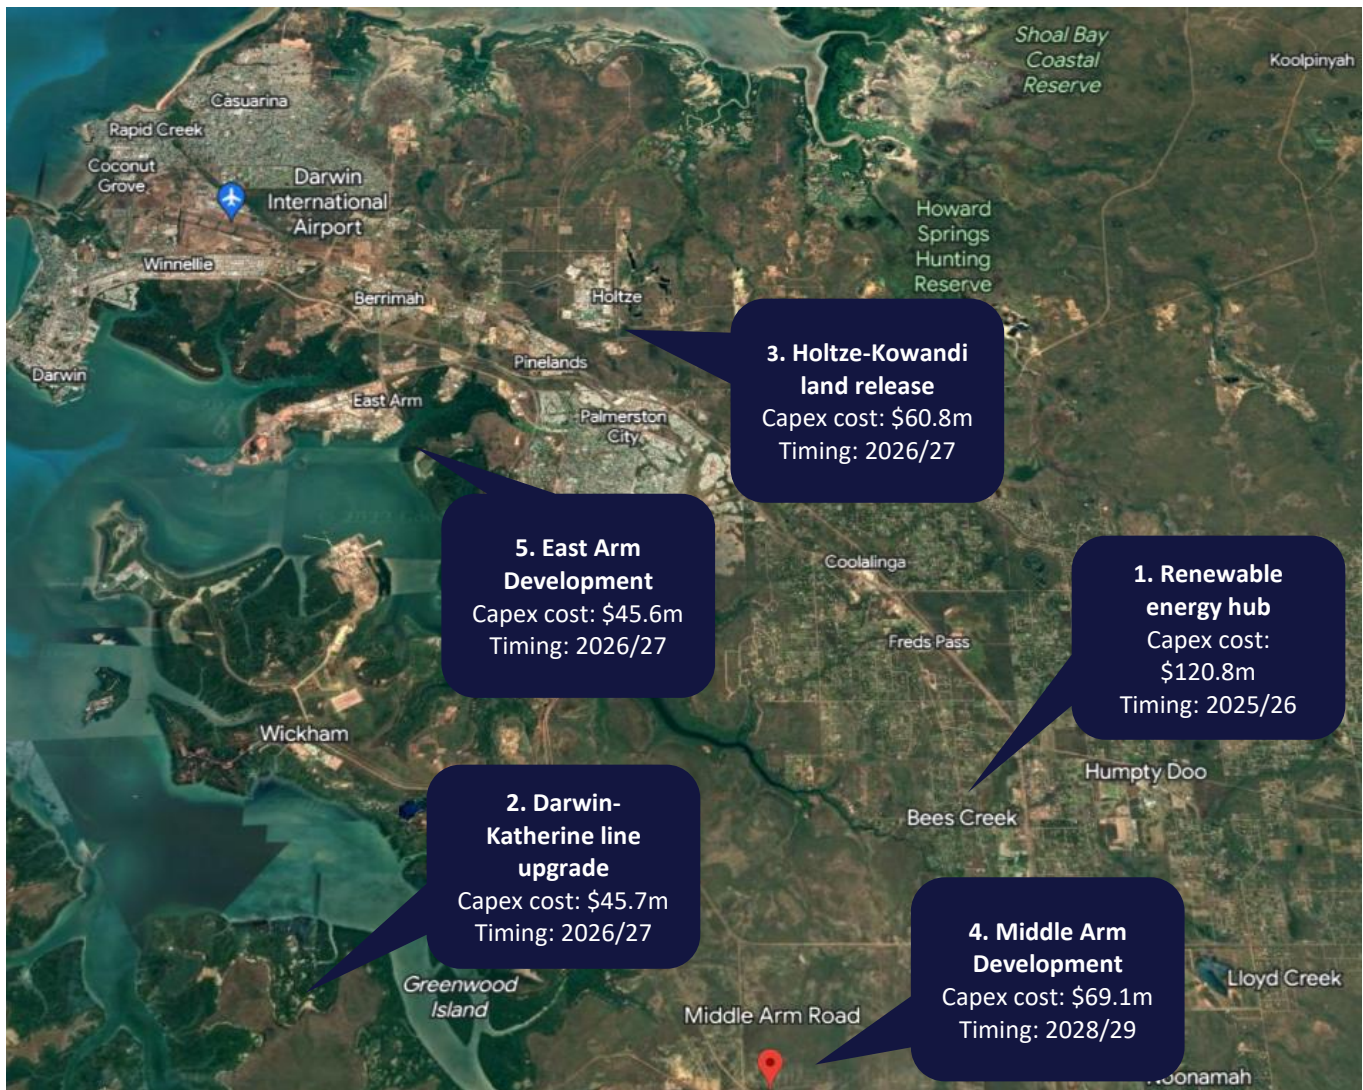 Shoal Bay
Coastal
Reserve
Koolpinyah
Casuarina
Rapid Creek
Coconut
Grove
Darwin
International
Airport
Howard
Springs
Hunting
Reserve
Winnellie
Berrimah
Holtze
3. Holtze-Kowandi
land release
Capex cost: $60.8m
Timing: 2026/27
Pinelands
Darwin
East Arm
Palmerston
City
5. East Arm
Development
Capex cost: $45.6m
Timing: 2026/27
Coolalinga
1. Renewable
energy hub
Capex cost:
$120.8m
Timing: 2025/26
Freds Pass
Wickham
Humpty Doo
Bees Creek
2. Darwin-
Katherine line
upgrade
Capex cost: $45.7m
Timing: 2026/27
4. Middle Arm
Development
Capex cost: $69.1m
Timing: 2028/29
Greenwood
Island
Lloyd Creek
Middle Arm Road